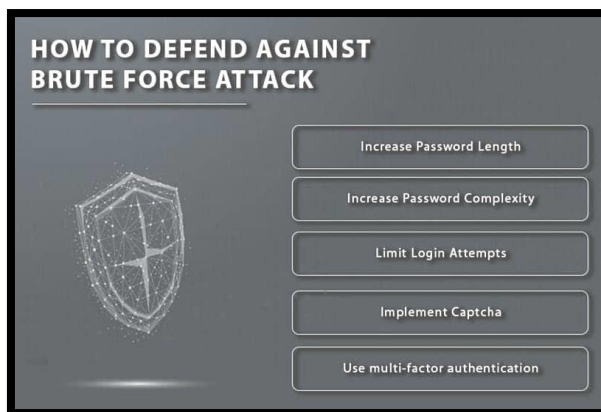 HOW TO DEFEND AGAINST
BRUTE FORCE ATTACK
Increase Password Length
Increase Password Complexity
Limit Login Attempts
Implement Captcha
Use multi-factor authentication